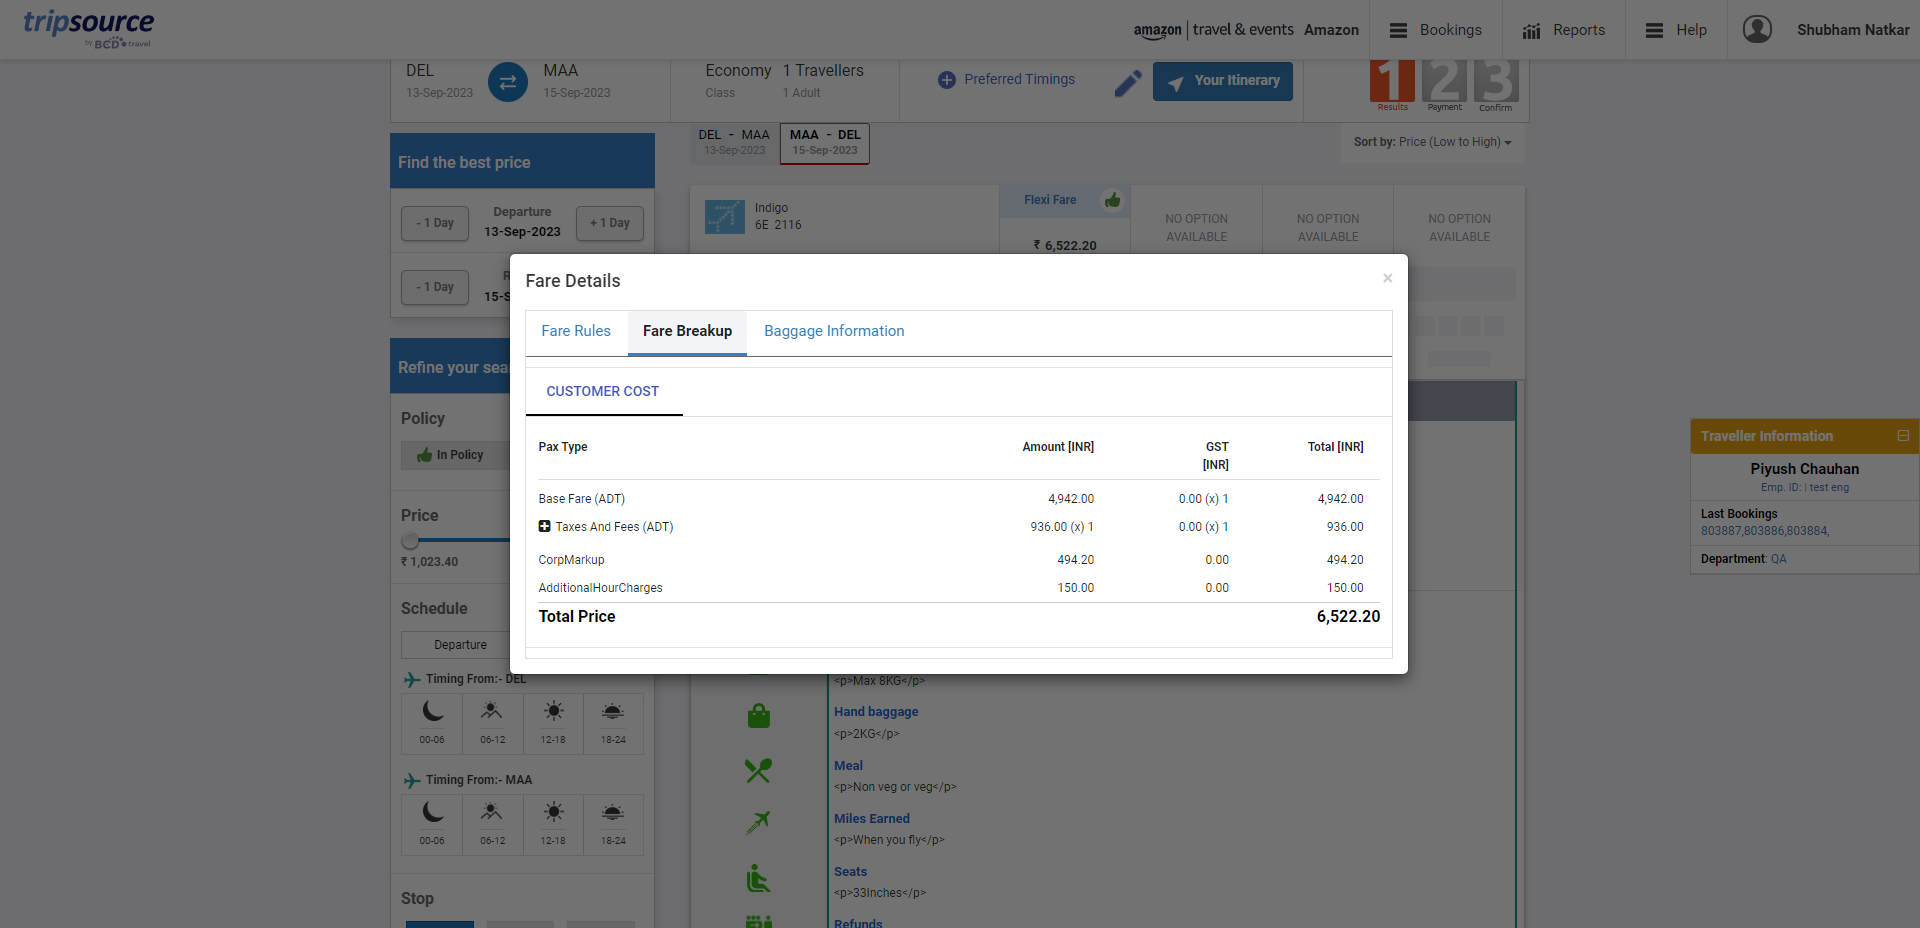 tripsource
by BCD travel
amazon | travel & events Amazon
Bookings
Reports
Help
Shubham Natkar
DEL
13-Sep-2023
MAA
15-Sep-2023
Economy
Class
1 Travellers
1 Adult
Preferred Timings
Your Itinerary
1 2 3
Results Payment Confirm
Find the best price
- 1 Day
Departure
13-Sep-2023
+ 1 Day
- 1 Day
R
15-S
DEL - MAA
13-Sep-2023
MAA - DEL
15-Sep-2023
Sort by: Price (Low to High)
Indigo
6E 2116
Flexi Fare
₹ 6,522.20
NO OPTION
AVAILABLE
NO OPTION
AVAILABLE
NO OPTION
AVAILABLE
Fare Details
×
Fare Rules
Fare Breakup
Baggage Information
CUSTOMER COST
Pax Type Amount [INR] GST [INR] Total [INR]
Base Fare (ADT) 4,942.00 0.00 (x) 1 4,942.00
Taxes And Fees (ADT) 936.00 (x) 1 0.00 (x) 1 936.00
CorpMarkup 494.20 0.00 494.20
AdditionalHourCharges 150.00 0.00 150.00
Total Price 6,522.20
Refine your sea
Policy
In Policy
Price
₹ 1,023.40
Schedule
Departure
Timing From:- DEL
00-06 06-12 12-18 18-24
Timing From:- MAA
00-06 06-12 12-18 18-24
Stop
<p>Max 8KG</p>
Hand baggage
<p>2KG</p>
Meal
<p>Non veg or veg</p>
Miles Earned
<p>When you fly</p>
Seats
<p>33Inches</p>
Refunds
Traveller Information
Piyush Chauhan
Emp. ID: | test eng
Last Bookings
803887,803886,803884,
Department: QA